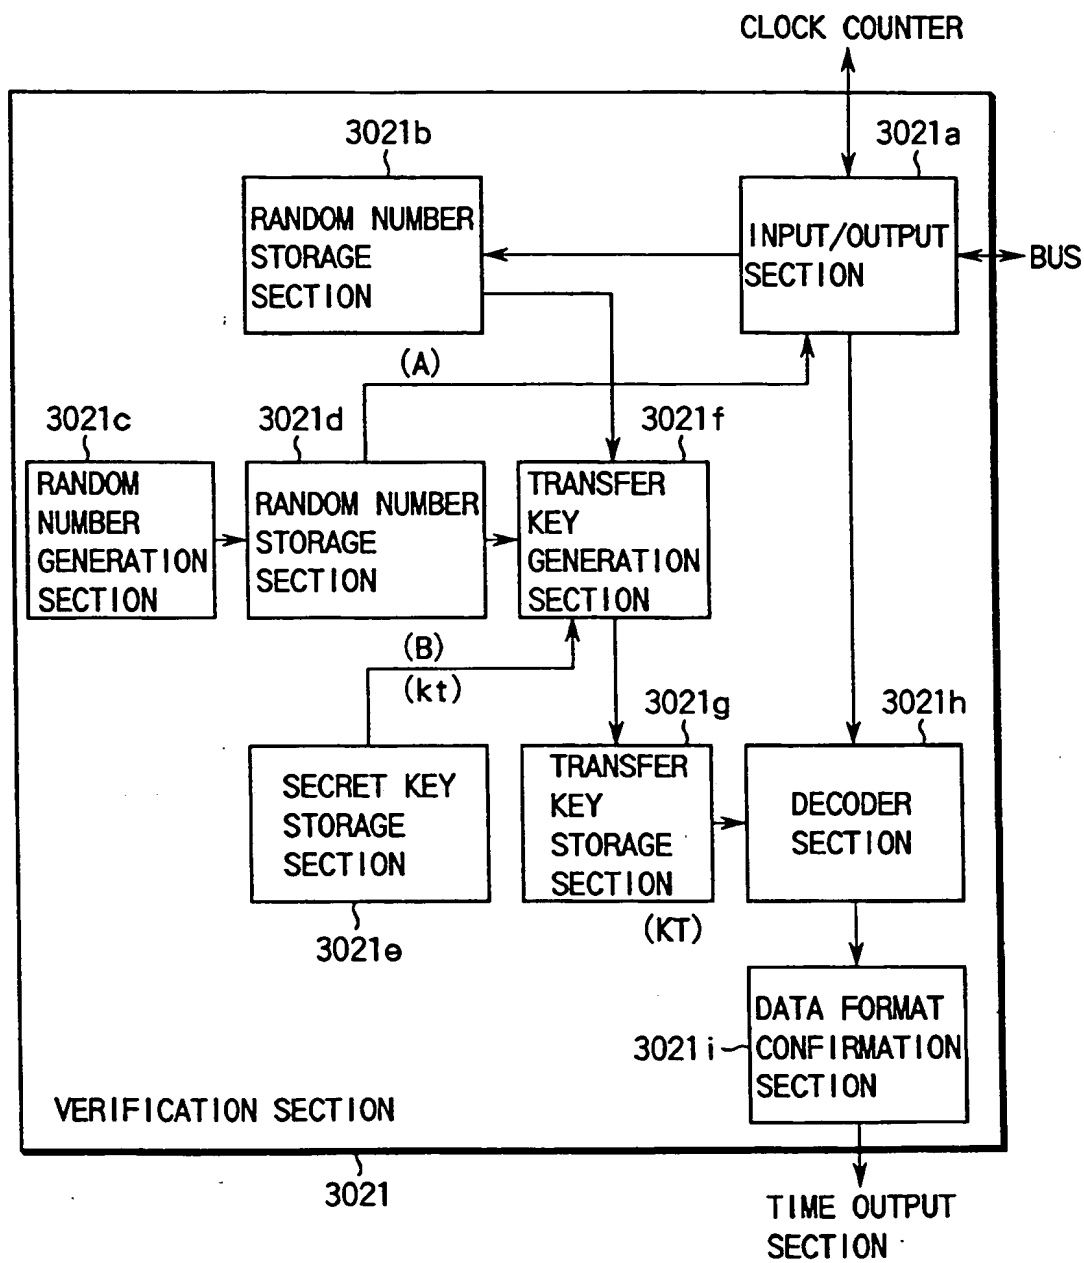 CLOCK COUNTER
3021b
3021a
RANDOM NUMBER
STORAGE
SECTION
INPUT/OUTPUT
SECTION
BUS
(A)
3021c
3021d
3021f
RANDOM
NUMBER
GENERATION
SECTION
RANDOM NUMBER
STORAGE
SECTION
TRANSFER
KEY
GENERATION
SECTION
(B)
(kt)
3021g
3021h
SECRET KEY
STORAGE
SECTION
TRANSFER
KEY
STORAGE
SECTION
DECODER
SECTION
3021e
(KT)
DATA FORMAT
CONFIRMATION
SECTION
3021i
VERIFICATION SECTION
3021
TIME OUTPUT
SECTION